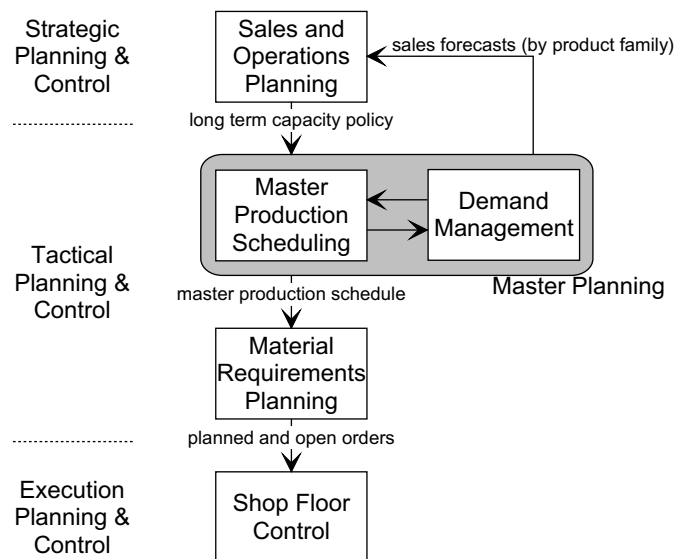 Strategic
Planning &
Control
Sales and
Operations
Planning
sales forecasts (by product family)
long term capacity policy
Tactical
Planning &
Control
Master
Production
Scheduling
Demand
Management
Master Planning
master production schedule
Material
Requirements
Planning
planned and open orders
Execution
Planning &
Control
Shop Floor
Control